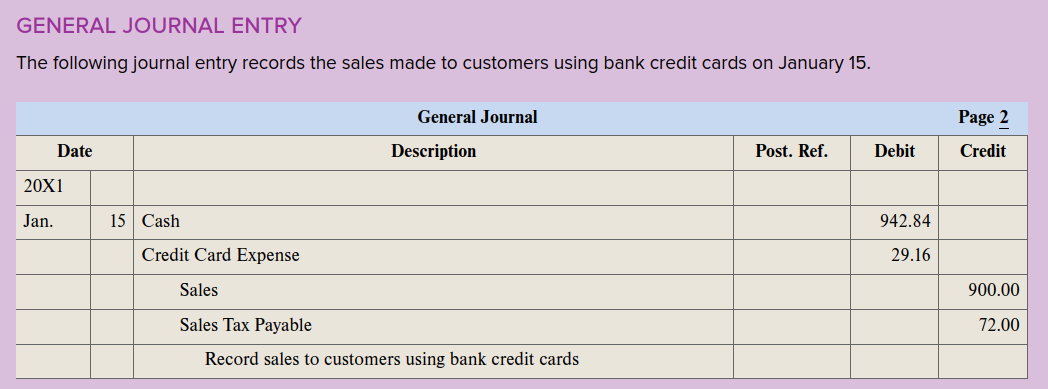 GENERAL JOURNAL ENTRY
The following journal entry records the sales made to customers using bank credit cards on January 15.
General Journal Page 2
Date Description Post. Ref. Debit Credit
20X1
Jan. 15 Cash 942.84
Credit Card Expense 29.16
Sales 900.00
Sales Tax Payable 72.00
Record sales to customers using bank credit cards